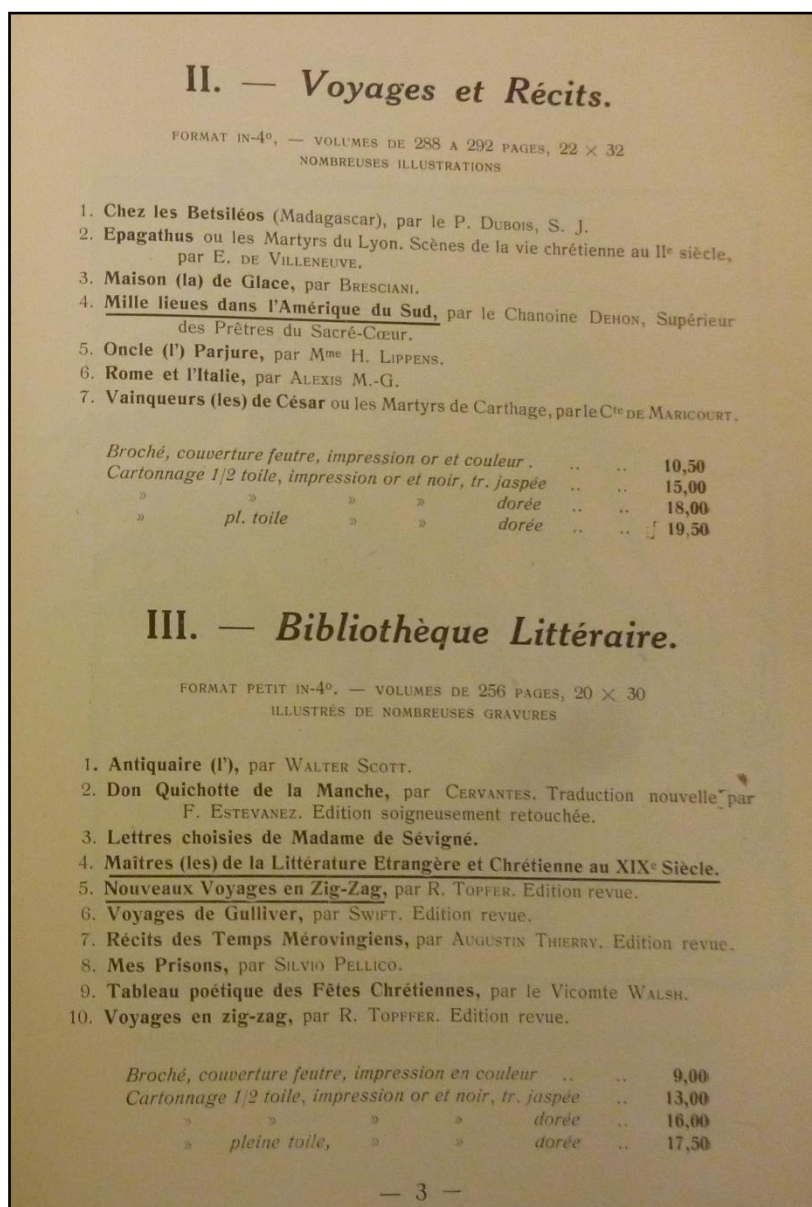 II. — Voyages et Récits.
FORMAT IN-4º, — VOLUMES DE 288 A 292 PAGES, 22 × 32
NOMBREUSES ILLUSTRATIONS
1. Chez les Betsiléos (Madagascar), par le P. DUBOIS, S. J.
2. Epagathus ou les Martyrs du Lyon. Scènes de la vie chrétienne au IIe siècle,
par E. DE VILLENEUVE.
3. Maison (la) de Glace, par BRESCIANI.
4. Mille lieues dans l'Amérique du Sud, par le Chanoine DEHON, Supérieur
des Prêtres du Sacré-Cœur.
5. Oncle (l') Parjure, par Mme H. LIPPENS.
6. Rome et l'Italie, par ALEXIS M.-G.
7. Vainqueurs (les) de César ou les Martyrs de Carthage, par le Cte DE MARICOURT.
Broché, couverture feutre, impression or et couleur . .. .. 10,50
Cartonnage 1/2 toile, impression or et noir, tr. jaspée .. .. 15,00
» » » » dorée .. .. 18,00
» pl. toile » » dorée .. .. 19,50
III. — Bibliothèque Littéraire.
FORMAT PETIT IN-4º. — VOLUMES DE 256 PAGES, 20 × 30
ILLUSTRÉS DE NOMBREUSES GRAVURES
1. Antiquaire (l'), par WALTER SCOTT.
2. Don Quichotte de la Manche, par CERVANTES. Traduction nouvelle par
F. ESTEVANEZ. Edition soigneusement retouchée.
3. Lettres choisies de Madame de Sévigné.
4. Maîtres (les) de la Littérature Etrangère et Chrétienne au XIXe Siècle.
5. Nouveaux Voyages en Zig-Zag, par R. TOPFER. Edition revue.
6. Voyages de Gulliver, par SWIFT. Edition revue.
7. Récits des Temps Mérovingiens, par AUGUSTIN THIERRY. Edition revue.
8. Mes Prisons, par SILVIO PELLICO.
9. Tableau poétique des Fêtes Chrétiennes, par le Vicomte WALSH.
10. Voyages en zig-zag, par R. TOPFFER. Edition revue.
Broché, couverture feutre, impression en couleur .. .. 9,00
Cartonnage 1/2 toile, impression or et noir, tr. jaspée .. 13,00
» » » » dorée .. 16,00
» pleine toile, » » dorée .. 17,50
— 3 —